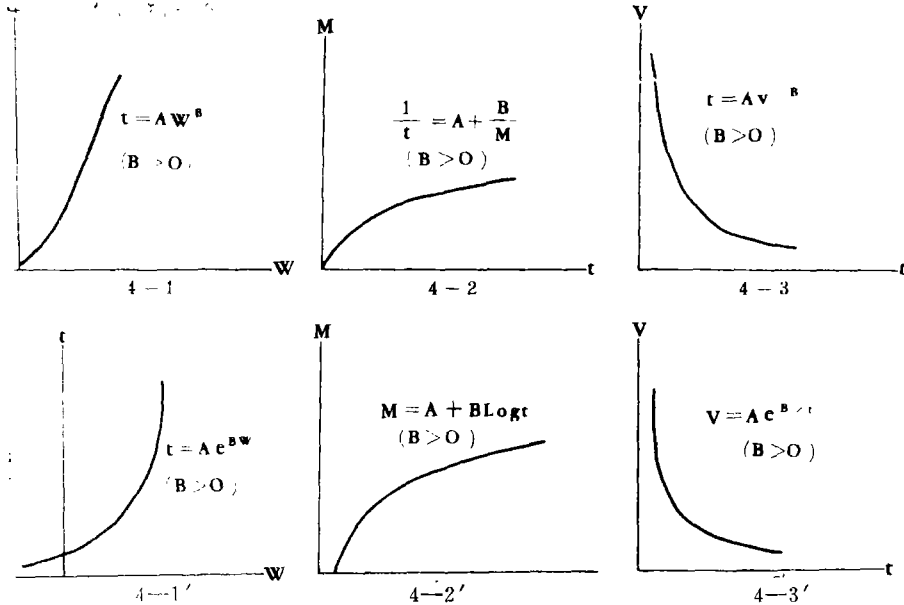 M
V
t = AW^B
(B > O)
1/t = A + B/M
(B > O)
t = Av^B
(B > O)
W
t
t
4-1
4-2
4-3
t
M
V
t = Ae^BW
(B > O)
M = A + BLogt
(B > O)
V = Ae^B/t
(B > O)
W
t
4—1′
4—2′
4—3′